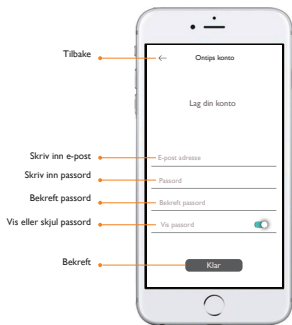 Tilbake
Ontips konto
Lag din konto
Skriv inn e-post
E-post adresse
Skriv inn passord
Passord
Bekreft passord
Bekreft passord
Vis eller skjul passord
Vis passord
Bekreft
Klar